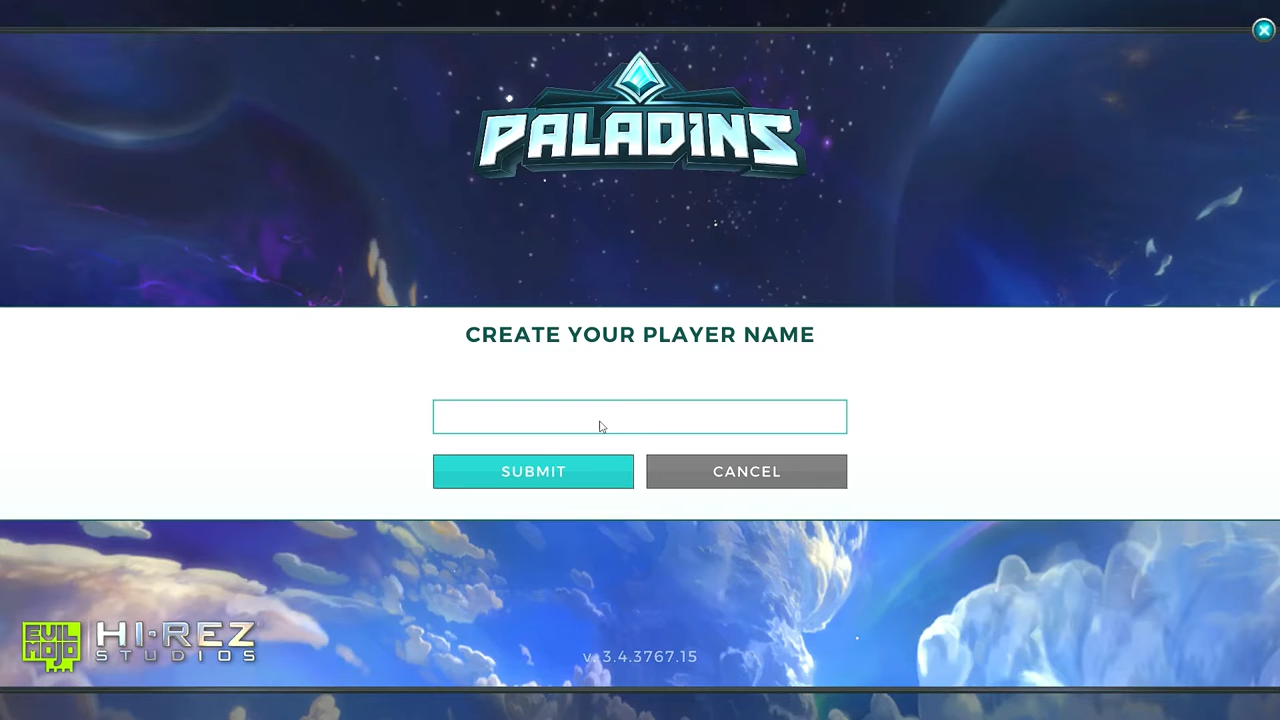 PALADINS
CREATE YOUR PLAYER NAME
SUBMIT
CANCEL
EVIL
MOJO
HI-REZ
STUDIOS
v. 3.4.3767.15